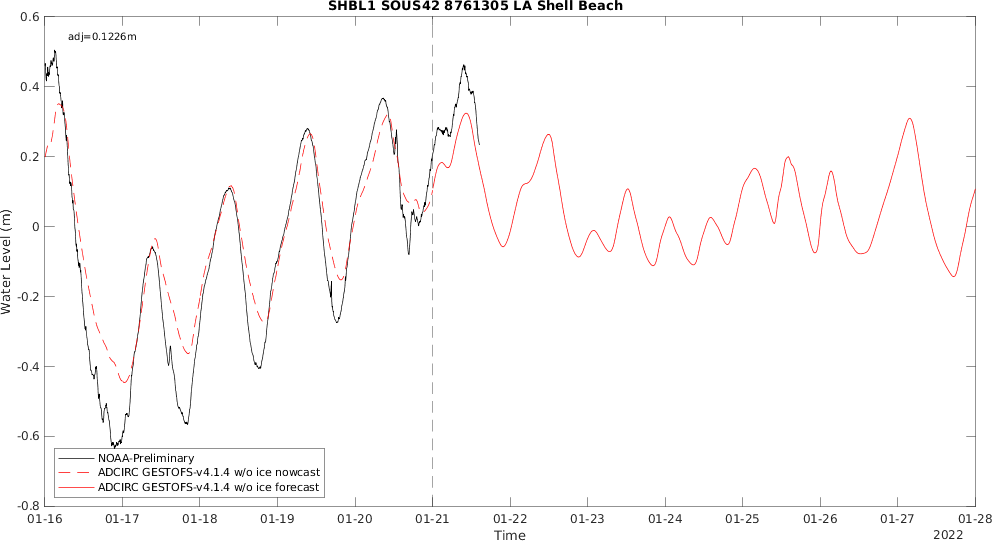 SHBL1 SOUS42 8761305 LA Shell Beach
adj=0.1226m
0.6
0.4
0.2
0
-0.2
-0.4
-0.6
-0.8
Water Level (m)
NOAA-Preliminary
ADCIRC GESTOFS-v4.1.4 w/o ice nowcast
ADCIRC GESTOFS-v4.1.4 w/o ice forecast
01-16 01-17 01-18 01-19 01-20 01-21 01-22 01-23 01-24 01-25 01-26 01-27 01-28
Time
2022